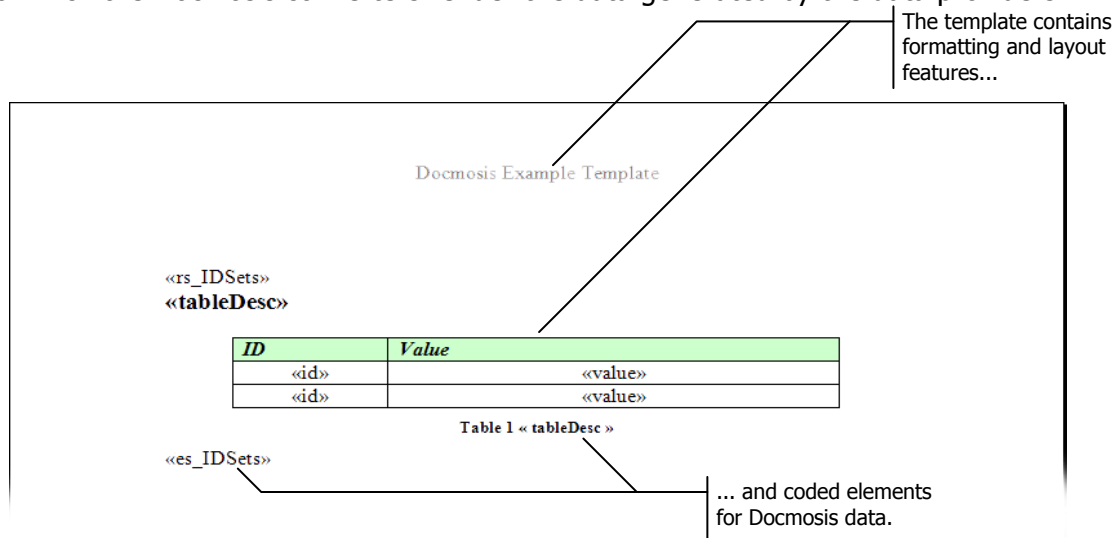 The template contains
formatting and layout
features...
Docmosis Example Template
«rs_IDSets»
«tableDesc»
ID Value
«id» «value»
«id» «value»
Table 1 « tableDesc »
«es_IDSets»
... and coded elements
for Docmosis data.